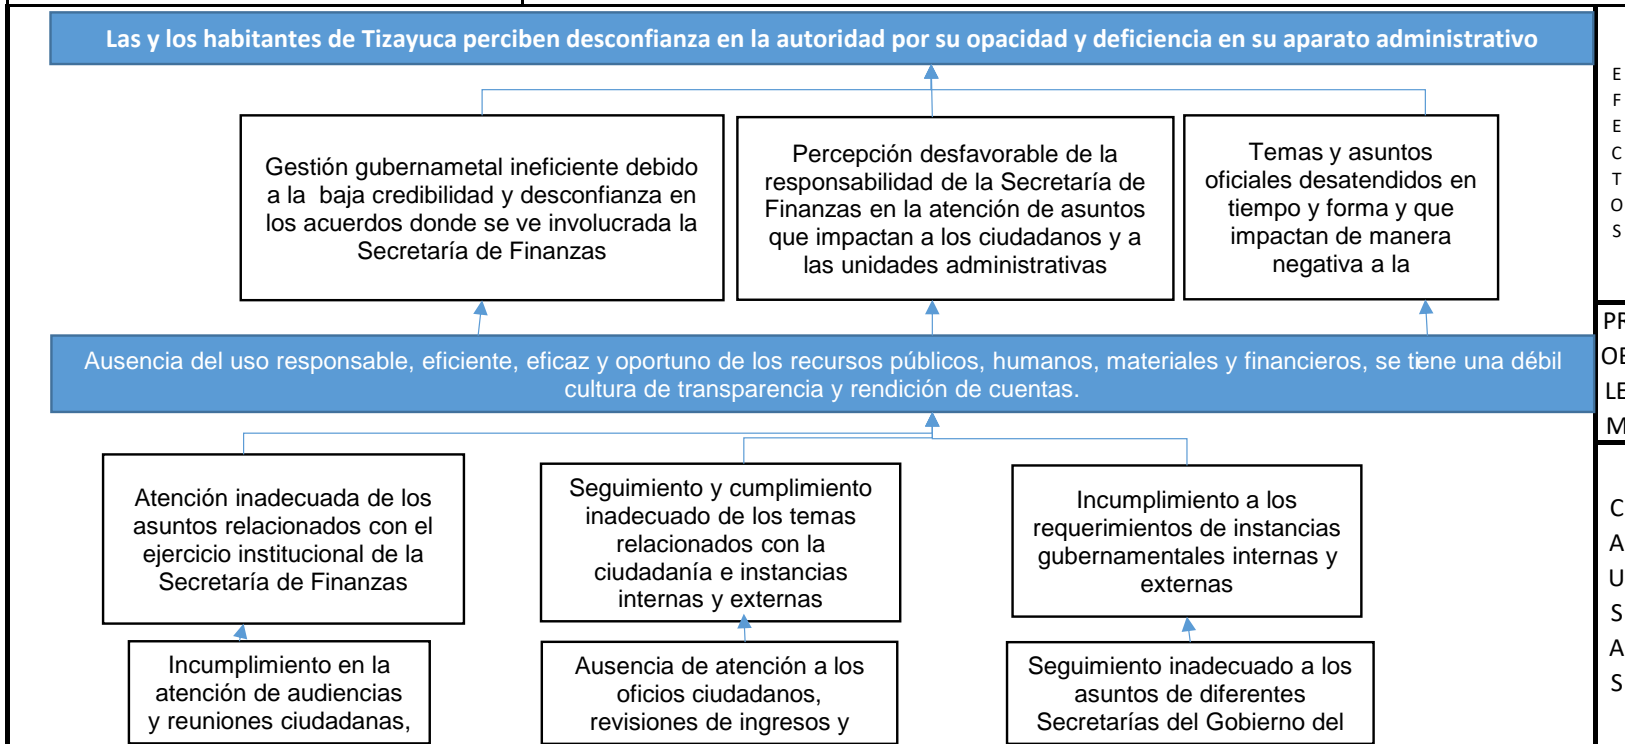 Las y los habitantes de Tizayuca perciben desconfianza en la autoridad por su opacidad y deficiencia en su aparato administrativo
Gestión gubernametal ineficiente debido
a la  baja credibilidad y desconfianza en
los acuerdos donde se ve involucrada la
Secretaría de Finanzas
Percepción desfavorable de la
responsabilidad de la Secretaría de
Finanzas en la atención de asuntos
que impactan a los ciudadanos y a
las unidades administrativas
Temas y asuntos
oficiales desatendidos en
tiempo y forma y que
impactan de manera
negativa a la
E
F
E
C
T
O
S
Ausencia del uso responsable, eficiente, eficaz y oportuno de los recursos públicos, humanos, materiales y financieros, se tiene una débil
cultura de transparencia y rendición de cuentas.
PR
OB
LE
M
Atención inadecuada de los
asuntos relacionados con el
ejercicio institucional de la
Secretaría de Finanzas
Seguimiento y cumplimiento
inadecuado de los temas
relacionados con la
ciudadanía e instancias
internas y externas
Incumplimiento a los
requerimientos de instancias
gubernamentales internas y
externas
Incumplimiento en la
atención de audiencias
y reuniones ciudadanas,
Ausencia de atención a los
oficios ciudadanos,
revisiones de ingresos y
Seguimiento inadecuado a los
asuntos de diferentes
Secretarías del Gobierno del
C
A
U
S
A
S